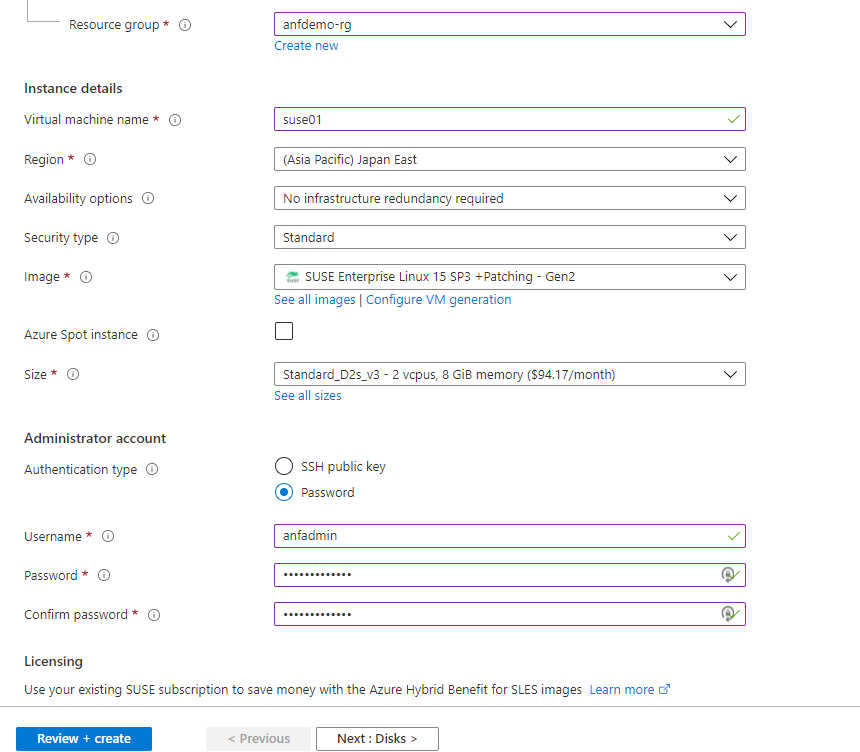 Resource group * anfdemo-rg
Create new
Instance details
Virtual machine name * suse01
Region * (Asia Pacific) Japan East
Availability options No infrastructure redundancy required
Security type Standard
Image * SUSE Enterprise Linux 15 SP3 +Patching - Gen2
See all images | Configure VM generation
Azure Spot instance
Size * Standard_D2s_v3 - 2 vcpus, 8 GiB memory ($94.17/month)
See all sizes
Administrator account
Authentication type SSH public key
Password
Username * anfadmin
Password * •••••••••••••
Confirm password * •••••••••••••
Licensing
Use your existing SUSE subscription to save money with the Azure Hybrid Benefit for SLES images Learn more
Review + create < Previous Next : Disks >